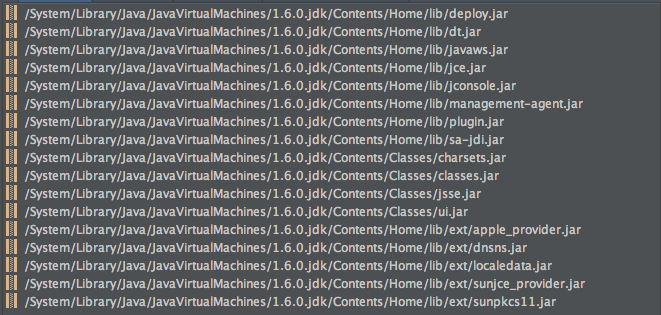 /System/Library/Java/JavaVirtualMachines/1.6.0.jdk/Contents/Home/lib/deploy.jar
/System/Library/Java/JavaVirtualMachines/1.6.0.jdk/Contents/Home/lib/dt.jar
/System/Library/Java/JavaVirtualMachines/1.6.0.jdk/Contents/Home/lib/javaws.jar
/System/Library/Java/JavaVirtualMachines/1.6.0.jdk/Contents/Home/lib/jce.jar
/System/Library/Java/JavaVirtualMachines/1.6.0.jdk/Contents/Home/lib/jconsole.jar
/System/Library/Java/JavaVirtualMachines/1.6.0.jdk/Contents/Home/lib/management-agent.jar
/System/Library/Java/JavaVirtualMachines/1.6.0.jdk/Contents/Home/lib/plugin.jar
/System/Library/Java/JavaVirtualMachines/1.6.0.jdk/Contents/Home/lib/sa-jdi.jar
/System/Library/Java/JavaVirtualMachines/1.6.0.jdk/Contents/Classes/charsets.jar
/System/Library/Java/JavaVirtualMachines/1.6.0.jdk/Contents/Classes/classes.jar
/System/Library/Java/JavaVirtualMachines/1.6.0.jdk/Contents/Classes/jsse.jar
/System/Library/Java/JavaVirtualMachines/1.6.0.jdk/Contents/Classes/ui.jar
/System/Library/Java/JavaVirtualMachines/1.6.0.jdk/Contents/Home/lib/ext/apple_provider.jar
/System/Library/Java/JavaVirtualMachines/1.6.0.jdk/Contents/Home/lib/ext/dnsns.jar
/System/Library/Java/JavaVirtualMachines/1.6.0.jdk/Contents/Home/lib/ext/localedata.jar
/System/Library/Java/JavaVirtualMachines/1.6.0.jdk/Contents/Home/lib/ext/sunjce_provider.jar
/System/Library/Java/JavaVirtualMachines/1.6.0.jdk/Contents/Home/lib/ext/sunpkcs11.jar